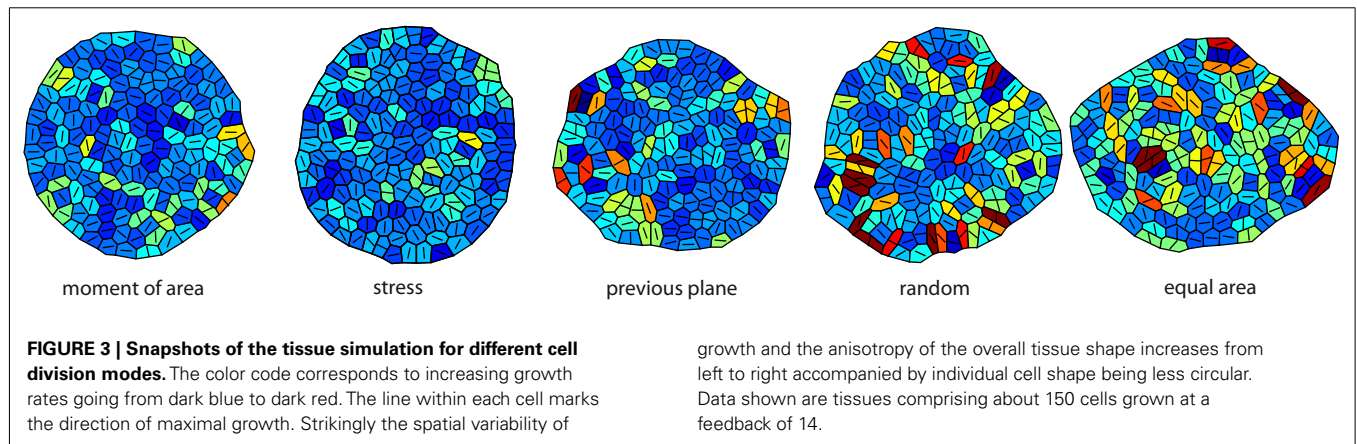 moment of area
stress
previous plane
random
equal area
FIGURE 3 | Snapshots of the tissue simulation for different cell
division modes. The color code corresponds to increasing growth
rates going from dark blue to dark red. The line within each cell marks
the direction of maximal growth. Strikingly the spatial variability of
growth and the anisotropy of the overall tissue shape increases from
left to right accompanied by individual cell shape being less circular.
Data shown are tissues comprising about 150 cells grown at a
feedback of 14.